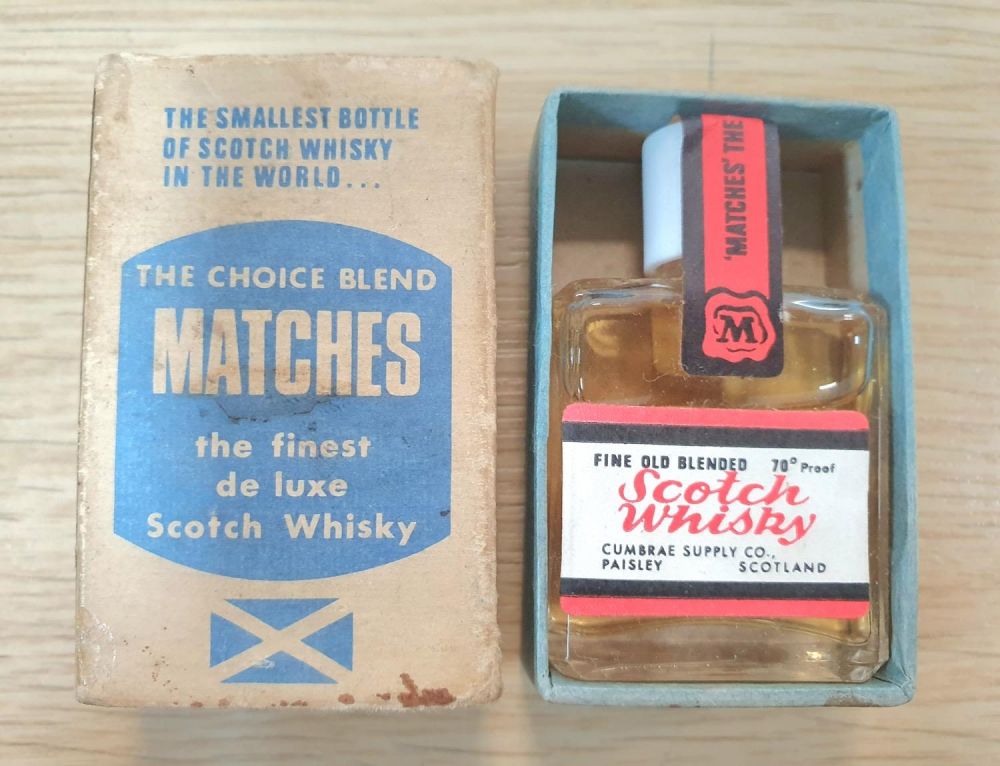 THE SMALLEST BOTTLE
OF SCOTCH WHISKY
IN THE WORLD...
THE CHOICE BLEND
MATCHES
the finest
de luxe
Scotch Whisky
'MATCHES' THE
M
FINE OLD BLENDED 70° Proof
Scotch
Whisky
CUMBRAE SUPPLY CO.,
PAISLEY SCOTLAND